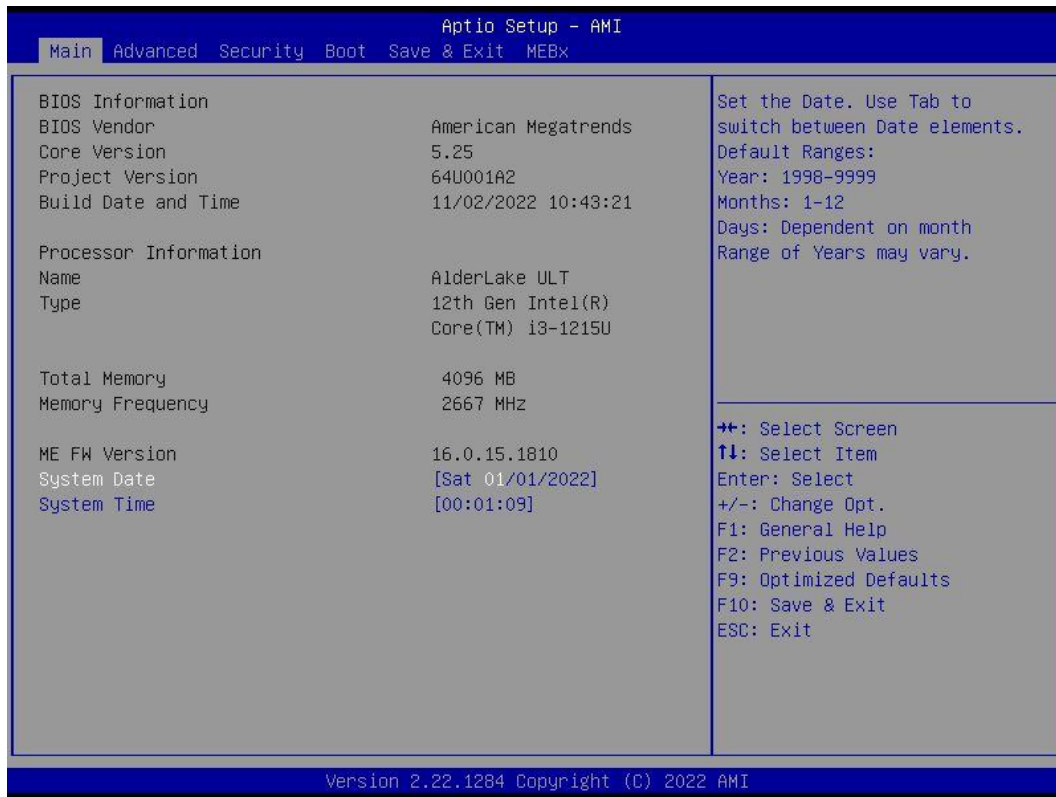 Aptio Setup - AMI
Main Advanced Security Boot Save & Exit MEBx
BIOS Information
BIOS Vendor American Megatrends
Core Version 5.25
Project Version 64U001A2
Build Date and Time 11/02/2022 10:43:21
Processor Information
Name AlderLake ULT
Type 12th Gen Intel(R)
Core(TM) i3-1215U
Total Memory 4096 MB
Memory Frequency 2667 MHz
ME FW Version 16.0.15.1810
System Date [Sat 01/01/2022]
System Time [00:01:09]
Set the Date. Use Tab to
switch between Date elements.
Default Ranges:
Year: 1998-9999
Months: 1-12
Days: Dependent on month
Range of Years may vary.
→←: Select Screen
↑↓: Select Item
Enter: Select
+/-: Change Opt.
F1: General Help
F2: Previous Values
F9: Optimized Defaults
F10: Save & Exit
ESC: Exit
Version 2.22.1284 Copyright (C) 2022 AMI